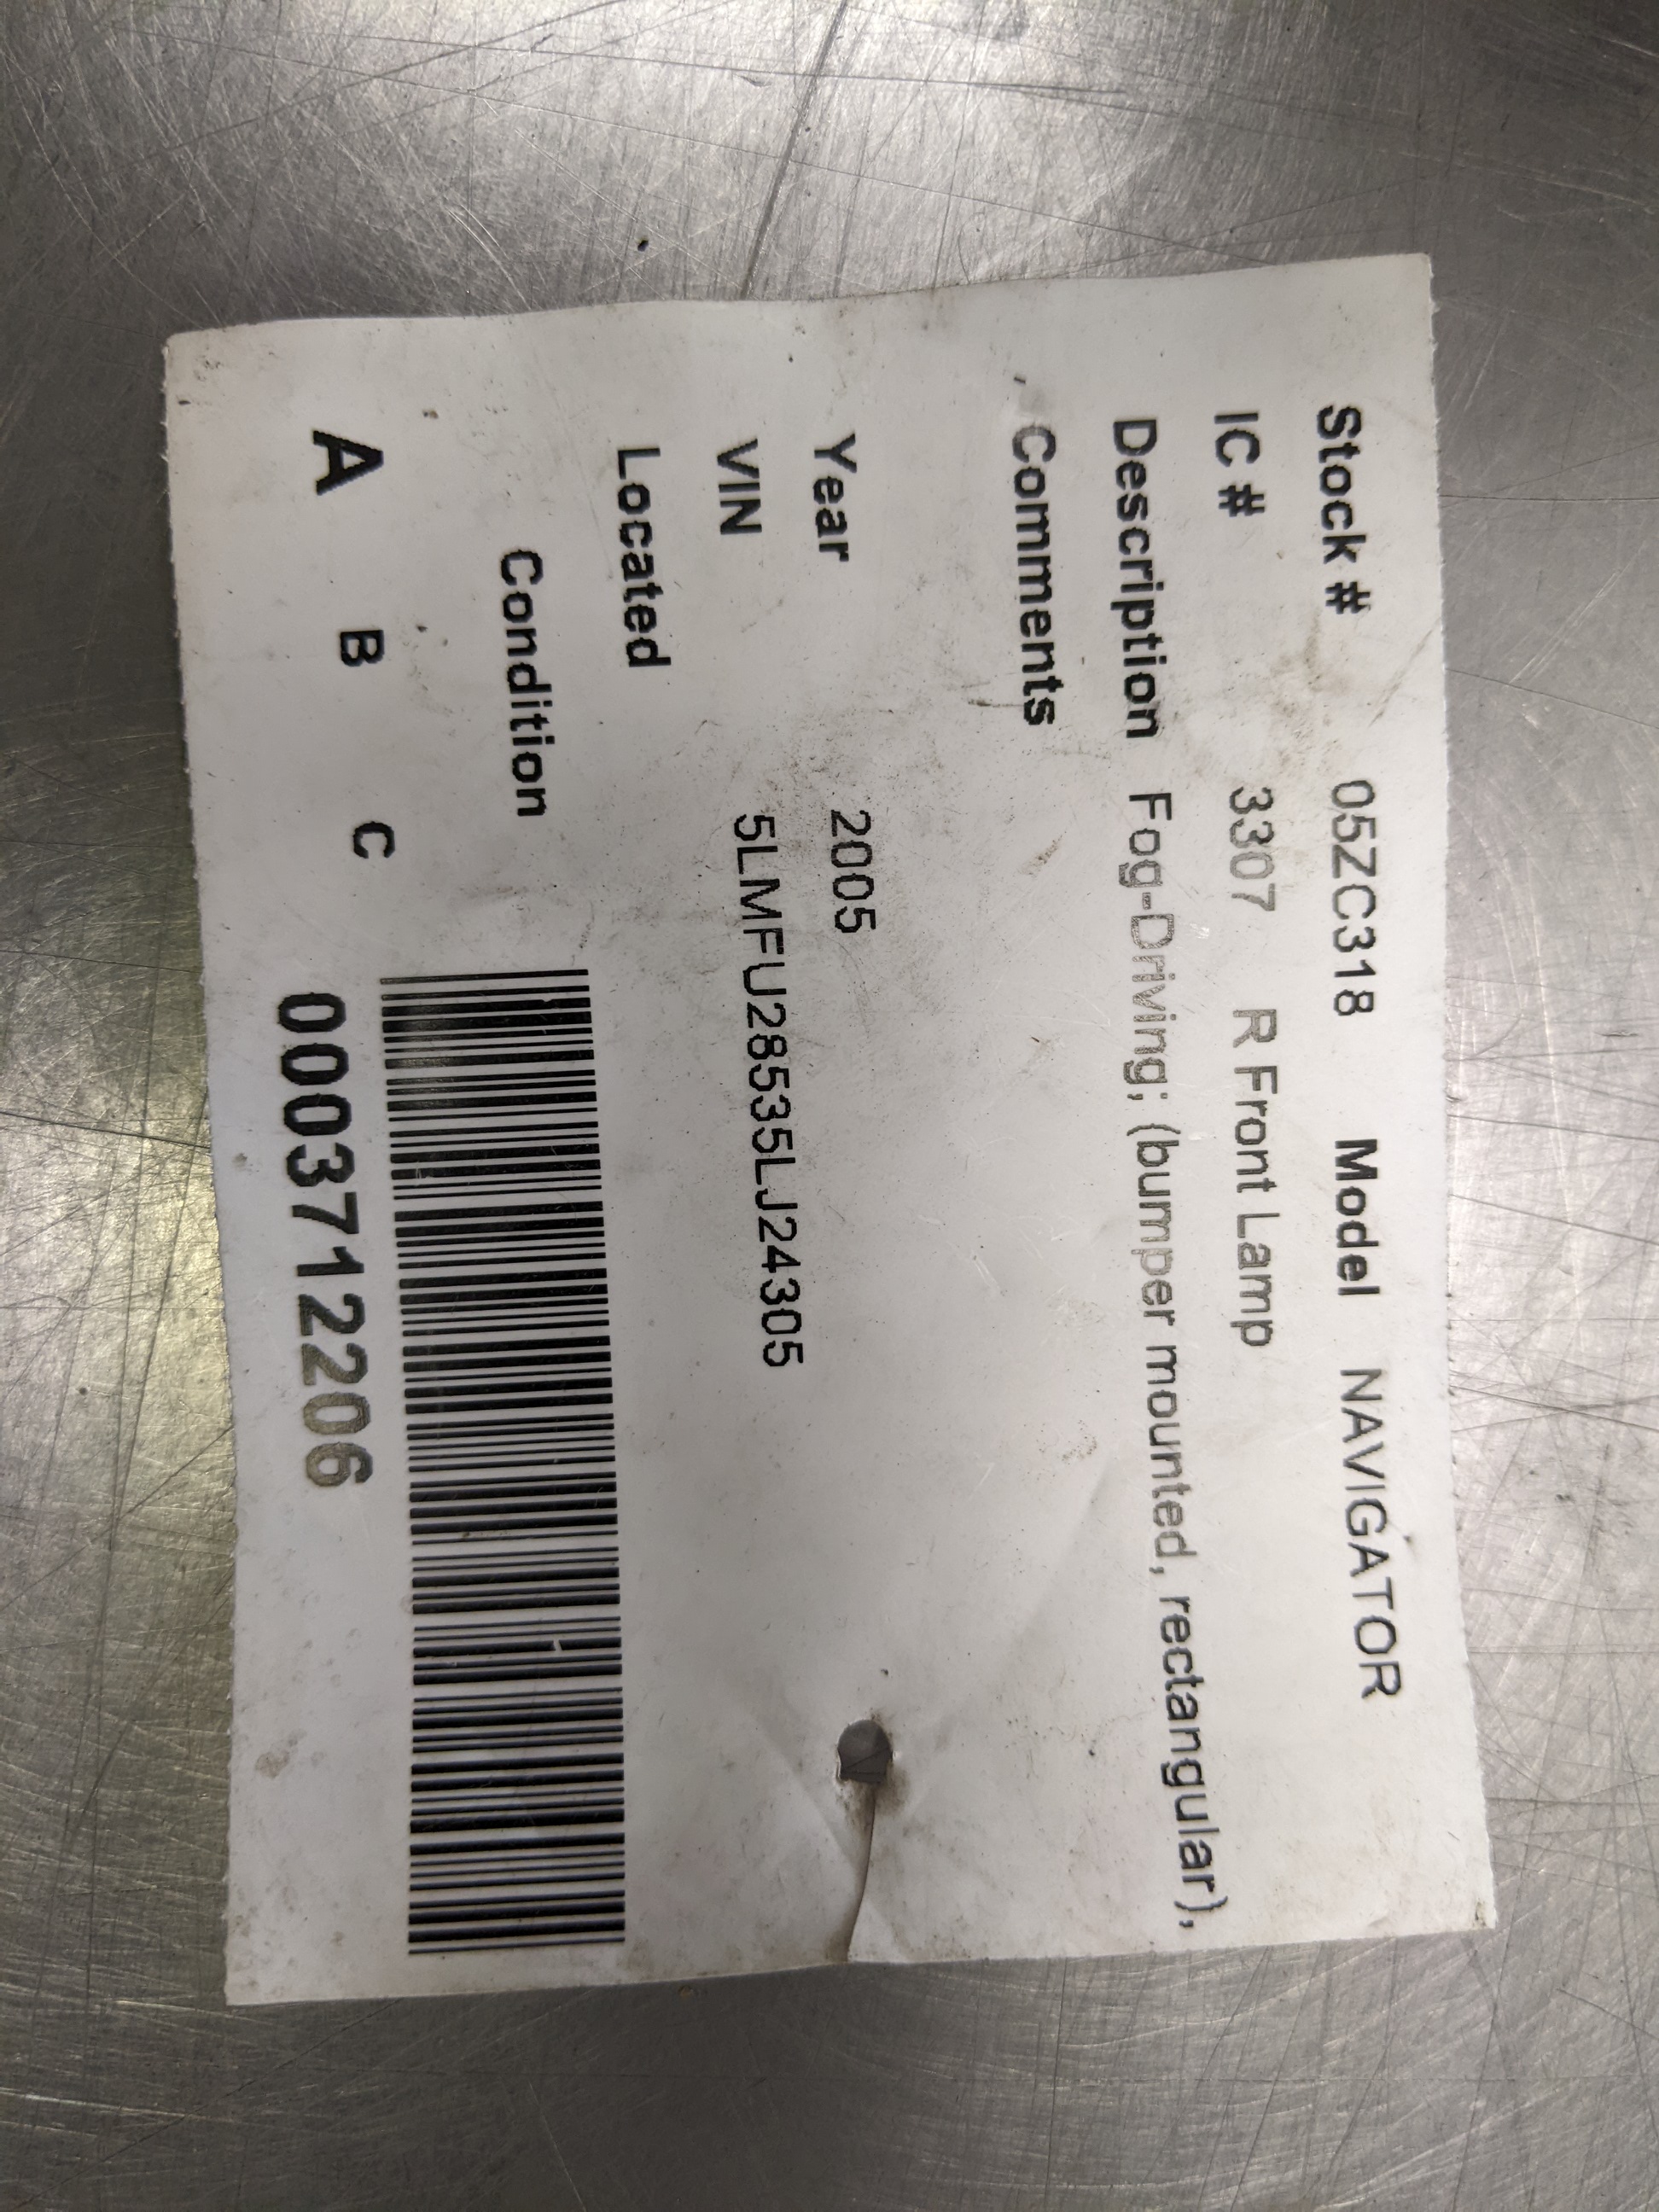 Stock # 05ZC318 Model NAVIGATOR
IC # 3307 R Front Lamp
Description Fog-Driving; (bumper mounted, rectangular),
Comments
Year 2005
VIN 5LMFU28535LJ24305
Located
Condition
A B C
0003712206